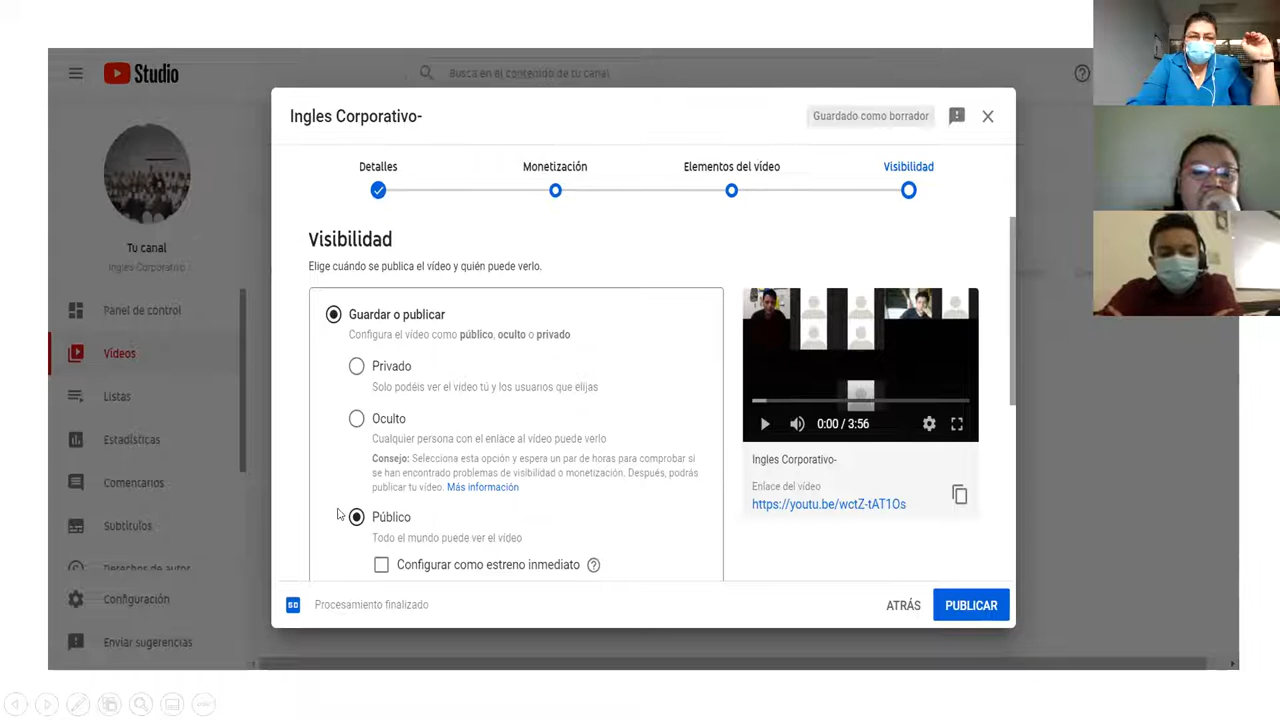 Studio
Busca en el contenido de tu canal
Ingles Corporativo-
Guardado como borrador
Detalles
Monetización
Elementos del vídeo
Visibilidad
Tu canal
Ingles Corporativo
Panel de control
Vídeos
Listas
Estadísticas
Comentarios
Subtítulos
Derechos de autor
Configuración
Enviar sugerencias
Visibilidad
Elige cuándo se publica el vídeo y quién puede verlo.
Guardar o publicar
Configura el vídeo como público, oculto o privado
Privado
Solo podéis ver el vídeo tú y los usuarios que elijas
Oculto
Cualquier persona con el enlace al vídeo puede verlo
Consejo: Selecciona esta opción y espera un par de horas para comprobar si
se han encontrado problemas de visibilidad o monetización. Después, podrás
publicar tu vídeo. Más información
Público
Todo el mundo puede ver el vídeo
Configurar como estreno inmediato
0:00 / 3:56
Ingles Corporativo-
Enlace del vídeo
https://youtu.be/wctZ-tAT1Os
SD
Procesamiento finalizado
ATRÁS
PUBLICAR